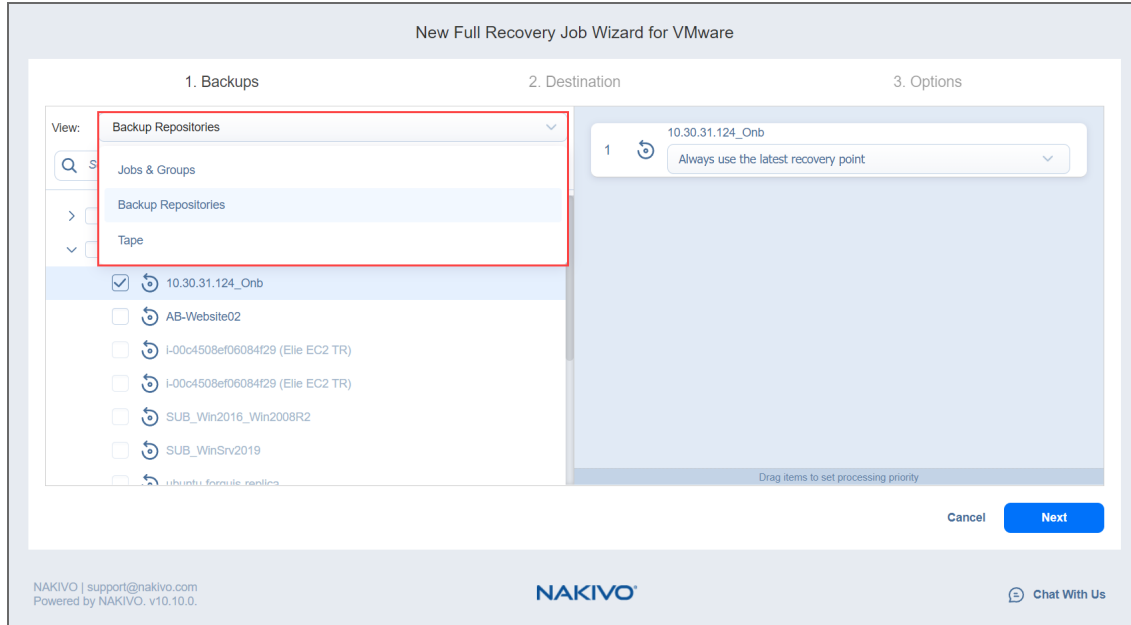 New Full Recovery Job Wizard for VMware
1. Backups
2. Destination
3. Options
View:
Backup Repositories
S
Jobs & Groups
Backup Repositories
Tape
10.30.31.124_Onb
AB-Website02
i-00c4508ef06084f29 (Elie EC2 TR)
i-00c4508ef06084f29 (Elie EC2 TR)
SUB_Win2016_Win2008R2
SUB_WinSrv2019
ubuntu forquis replica
1
10.30.31.124_Onb
Always use the latest recovery point
Drag items to set processing priority
Cancel
Next
NAKIVO | support@nakivo.com
Powered by NAKIVO. v10.10.0.
NAKIVO®
Chat With Us